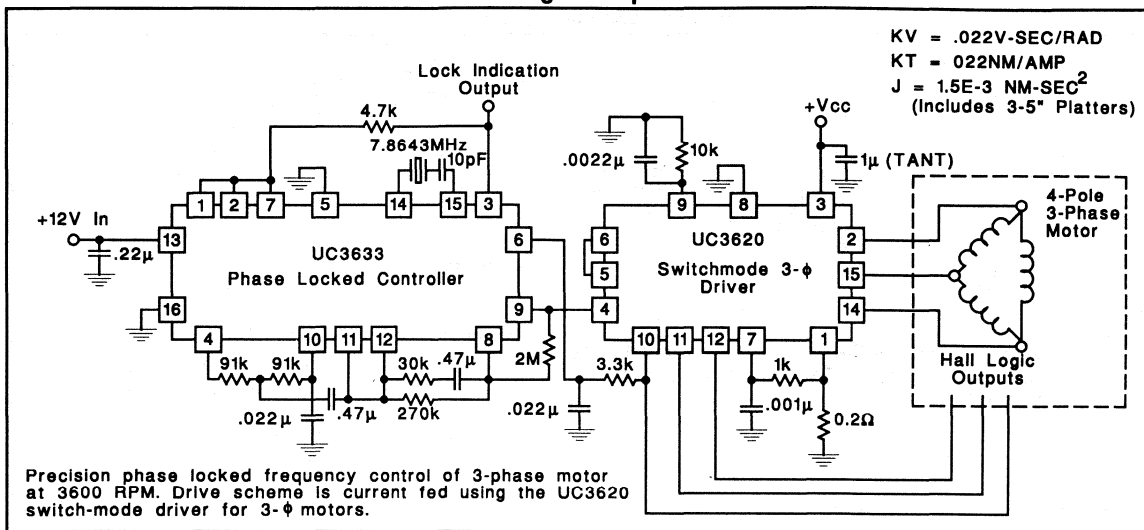 KV = .022V-SEC/RAD
KT = 022NM/AMP
J = 1.5E-3 NM-SEC2
(Includes 3-5" Platters)
Lock Indication
Output
+Vcc
4.7k
7.8643MHz
10pF
.0022µ
10k
1µ (TANT)
1 2 7 5 14 15 3
9 8 3
4-Pole
3-Phase
Motor
+12V In
13
.22µ
UC3633
Phase Locked Controller
6
9
16
4 10 11 12 8
6
5
4
UC3620
Switchmode 3-ϕ
Driver
2
15
14
10 11 12 7 1
91k 91k
.022µ
.47µ
30k
.47µ
270k
2M
3.3k
.022µ
1k
.001µ
0.2Ω
Hall Logic
Outputs
Precision phase locked frequency control of 3-phase motor
at 3600 RPM. Drive scheme is current fed using the UC3620
switch-mode driver for 3-ϕ motors.